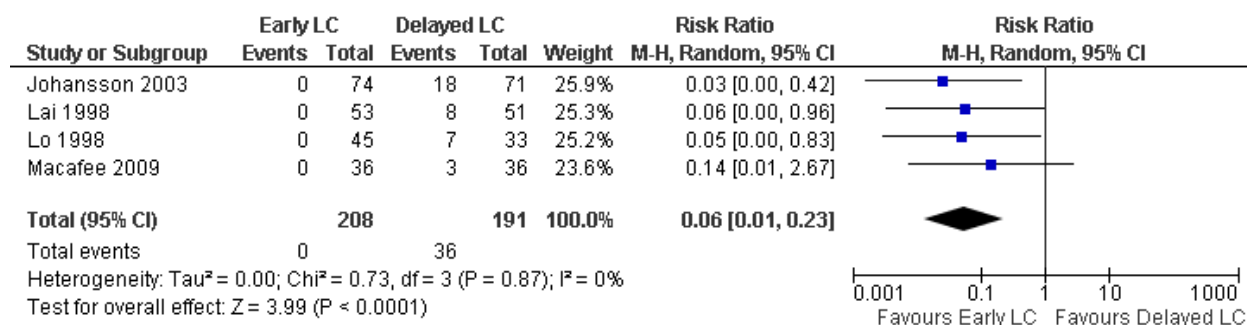 Early LC Delayed LC Risk Ratio Risk Ratio
Study or Subgroup Events Total Events Total Weight M-H, Random, 95% CI M-H, Random, 95% CI
Johansson 2003 0 74 18 71 25.9% 0.03 [0.00, 0.42]
Lai 1998 0 53 8 51 25.3% 0.06 [0.00, 0.96]
Lo 1998 0 45 7 33 25.2% 0.05 [0.00, 0.83]
Macafee 2009 0 36 3 36 23.6% 0.14 [0.01, 2.67]
Total (95% CI) 208 191 100.0% 0.06 [0.01, 0.23]
Total events 0 36
Heterogeneity: Tau² = 0.00; Chi² = 0.73, df = 3 (P = 0.87); I² = 0%
Test for overall effect: Z = 3.99 (P < 0.0001)
0.001 0.1 1 10 1000
Favours Early LC Favours Delayed LC